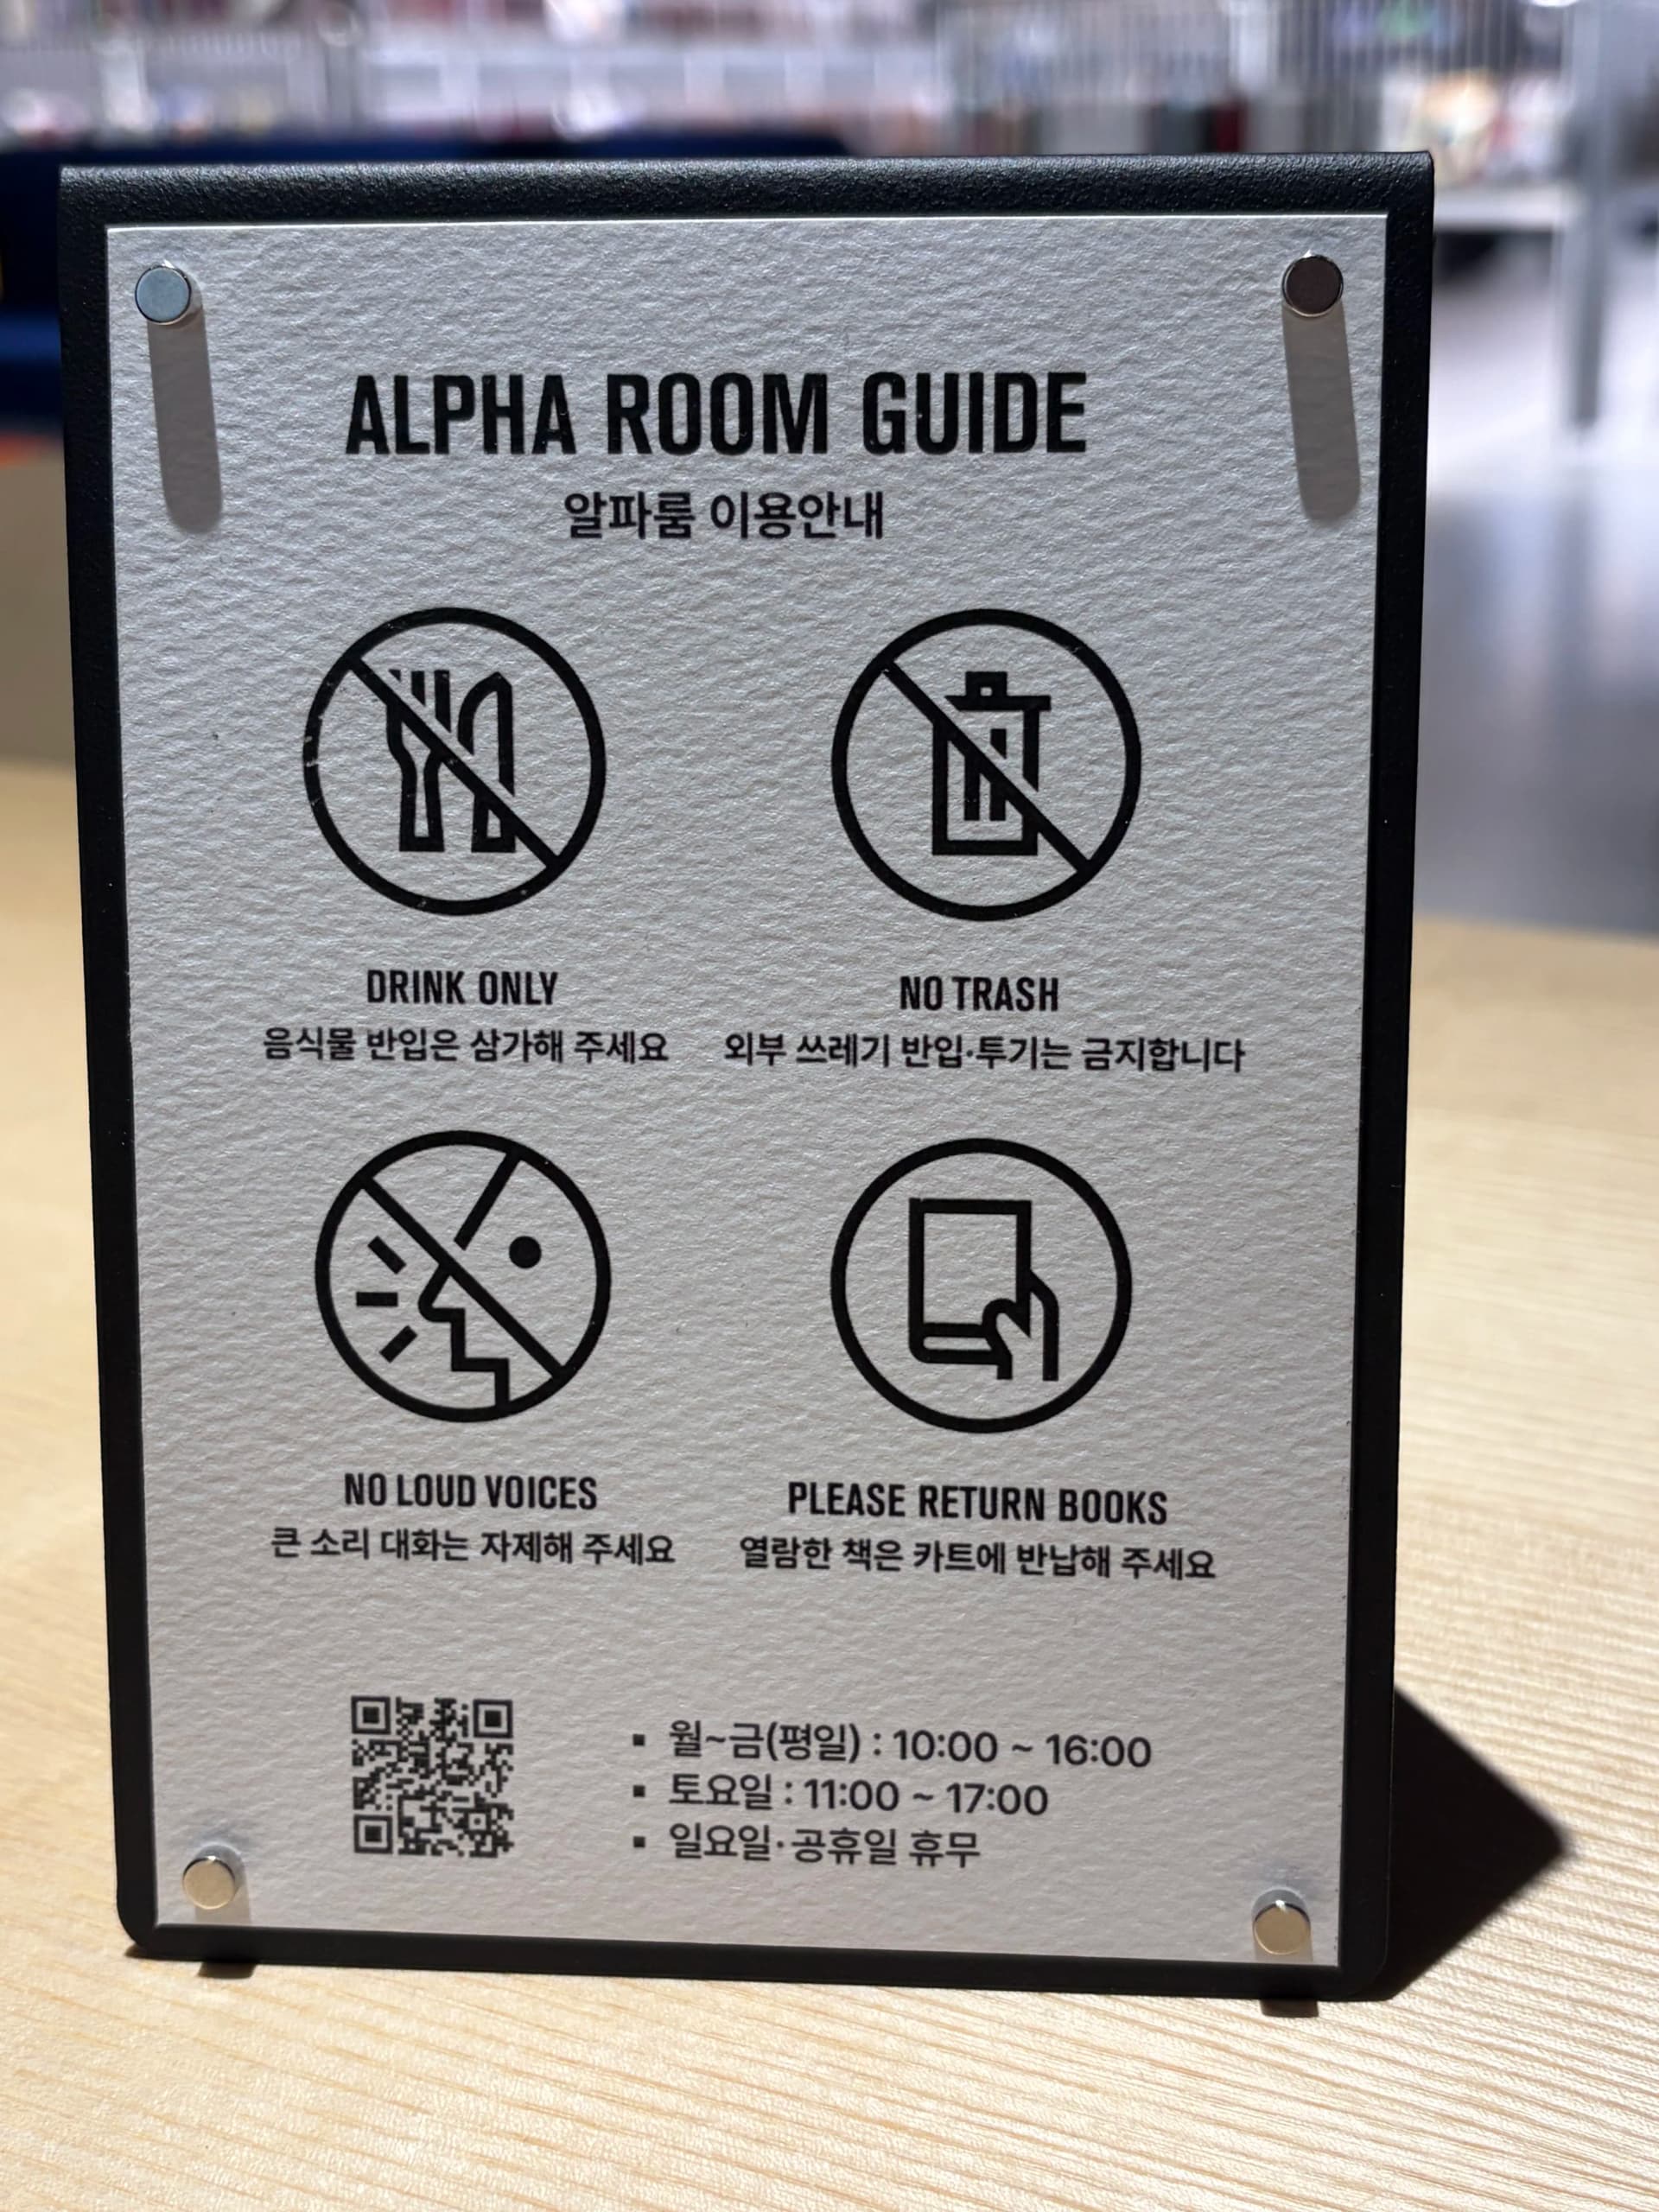 ALPHA ROOM GUIDE
알파룸 이용안내
DRINK ONLY
음식물 반입은 삼가해 주세요
NO TRASH
외부 쓰레기 반입·투기는 금지합니다
NO LOUD VOICES
큰 소리 대화는 자제해 주세요
PLEASE RETURN BOOKS
열람한 책은 카트에 반납해 주세요
▪ 월~금(평일) : 10:00 ~ 16:00
▪ 토요일 : 11:00 ~ 17:00
▪ 일요일·공휴일 휴무